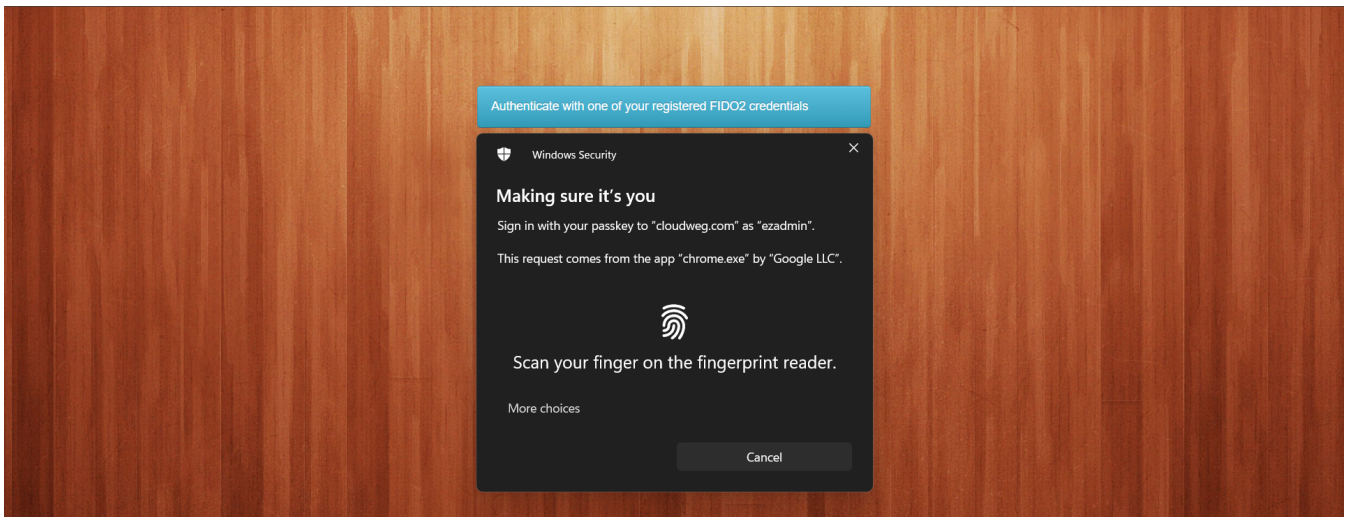 Authenticate with one of your registered FIDO2 credentials
Windows Security
Making sure it's you
Sign in with your passkey to "cloudweg.com" as "ezadmin".
This request comes from the app "chrome.exe" by "Google LLC".
Scan your finger on the fingerprint reader.
More choices
Cancel